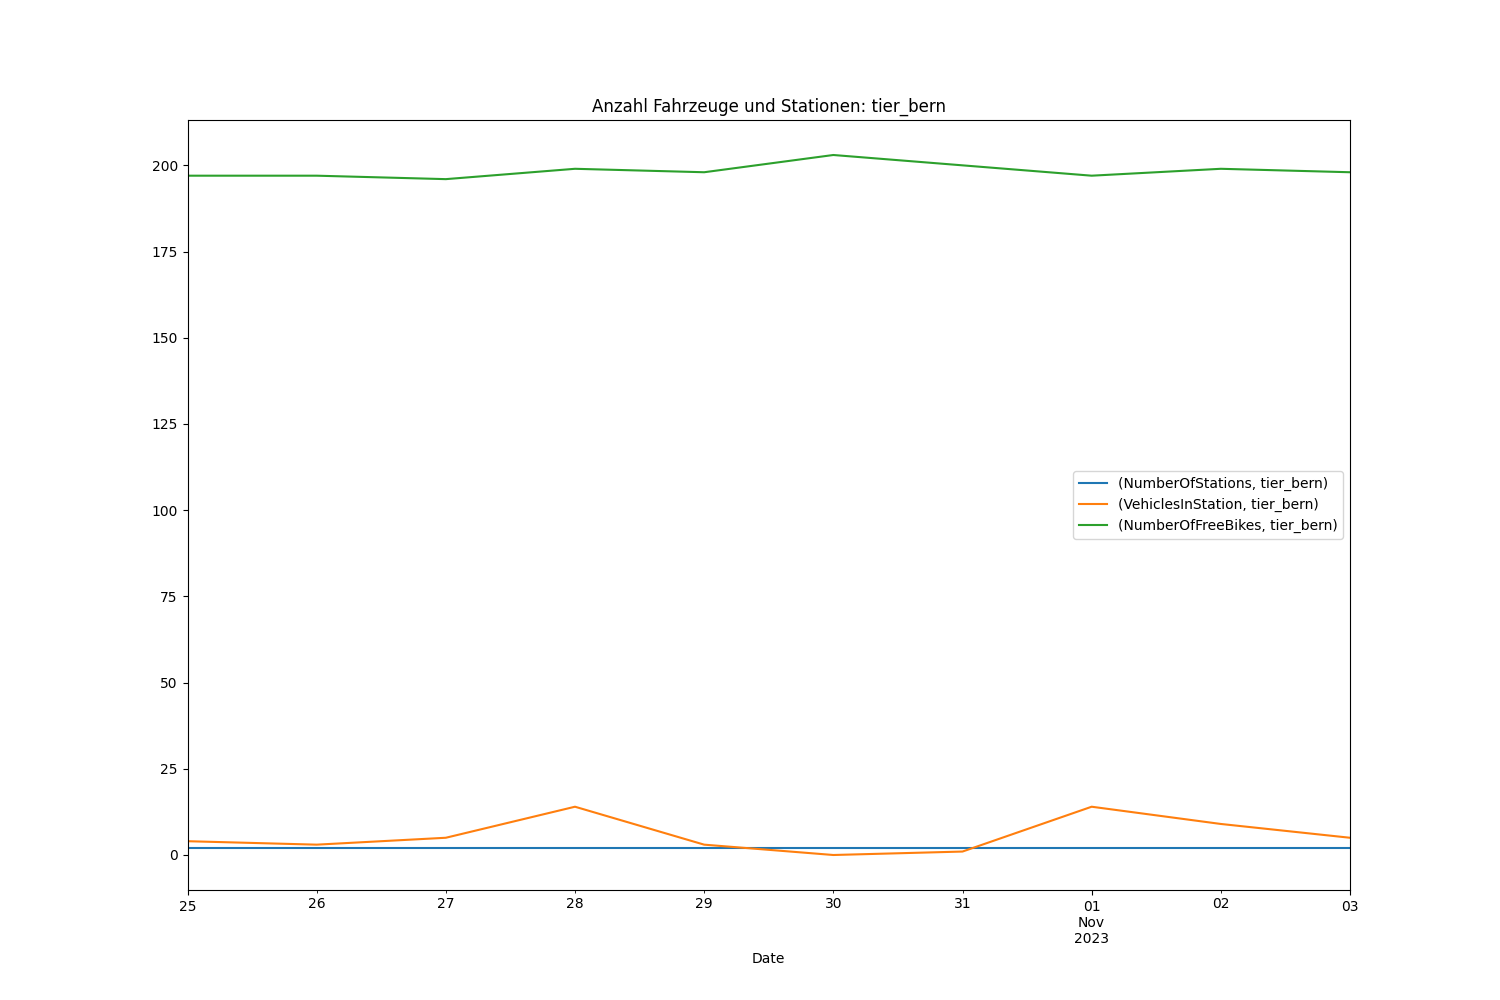 Anzahl Fahrzeuge und Stationen: tier_bern
200
175
150
125
100
75
50
25
0
(NumberOfStations, tier_bern)
(VehiclesInStation, tier_bern)
(NumberOfFreeBikes, tier_bern)
25 26 27 28 29 30 31 01 02 03
Nov
2023
Date